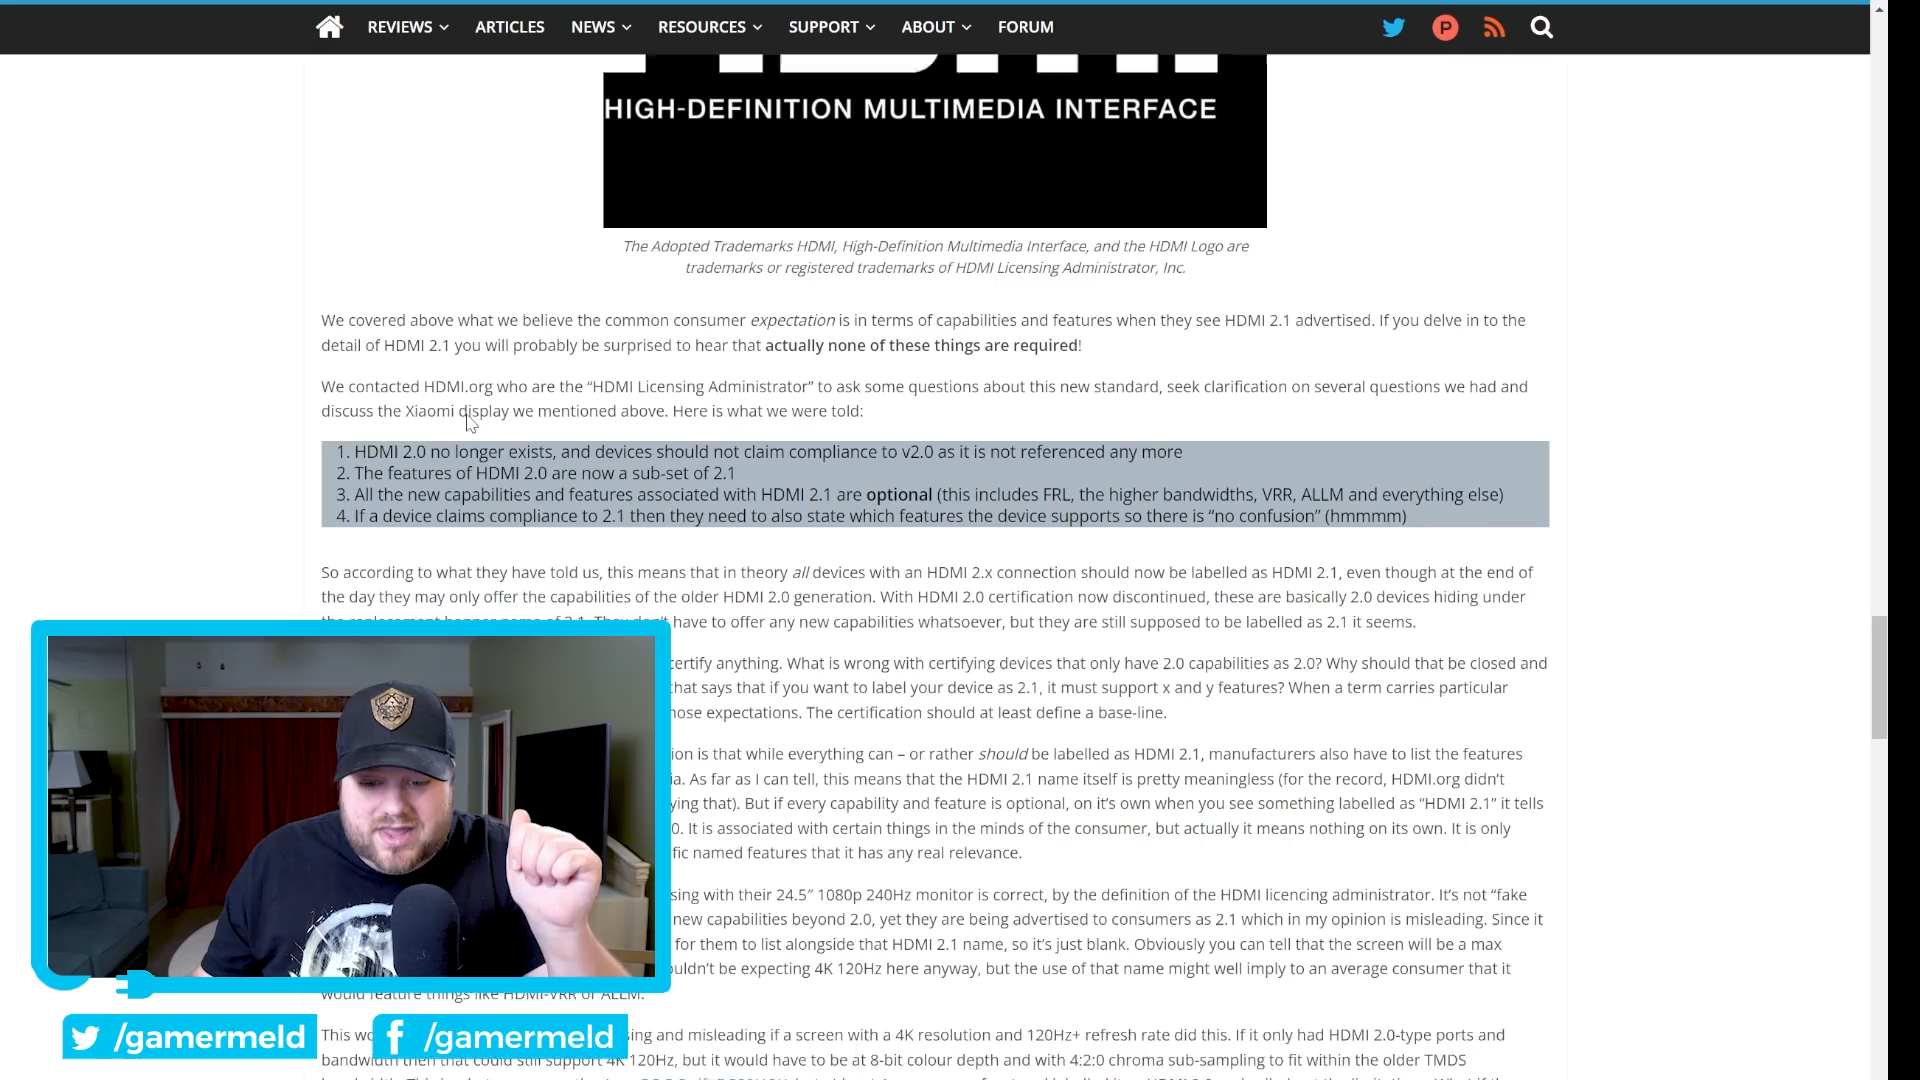 REVIEWS ARTICLES NEWS RESOURCES SUPPORT ABOUT FORUM
HIGH-DEFINITION MULTIMEDIA INTERFACE
The Adopted Trademarks HDMI, High-Definition Multimedia Interface, and the HDMI Logo are
trademarks or registered trademarks of HDMI Licensing Administrator, Inc.
We covered above what we believe the common consumer expectation is in terms of capabilities and features when they see HDMI 2.1 advertised. If you delve in to the
detail of HDMI 2.1 you will probably be surprised to hear that actually none of these things are required!
We contacted HDMI.org who are the “HDMI Licensing Administrator” to ask some questions about this new standard, seek clarification on several questions we had and
discuss the Xiaomi display we mentioned above. Here is what we were told:
1. HDMI 2.0 no longer exists, and devices should not claim compliance to v2.0 as it is not referenced any more
2. The features of HDMI 2.0 are now a sub-set of 2.1
3. All the new capabilities and features associated with HDMI 2.1 are optional (this includes FRL, the higher bandwidths, VRR, ALLM and everything else)
4. If a device claims compliance to 2.1 then they need to also state which features the device supports so there is “no confusion” (hmmmm)
So according to what they have told us, this means that in theory all devices with an HDMI 2.x connection should now be labelled as HDMI 2.1, even though at the end of
the day they may only offer the capabilities of the older HDMI 2.0 generation. With HDMI 2.0 certification now discontinued, these are basically 2.0 devices hiding under
have to offer any new capabilities whatsoever, but they are still supposed to be labelled as 2.1 it seems.
certify anything. What is wrong with certifying devices that only have 2.0 capabilities as 2.0? Why should that be closed and
that says that if you want to label your device as 2.1, it must support x and y features? When a term carries particular
those expectations. The certification should at least define a base-line.
ion is that while everything can – or rather should be labelled as HDMI 2.1, manufacturers also have to list the features
ia. As far as I can tell, this means that the HDMI 2.1 name itself is pretty meaningless (for the record, HDMI.org didn’t
ying that). But if every capability and feature is optional, on it’s own when you see something labelled as “HDMI 2.1” it tells
0. It is associated with certain things in the minds of the consumer, but actually it means nothing on its own. It is only
fic named features that it has any real relevance.
sing with their 24.5″ 1080p 240Hz monitor is correct, by the definition of the HDMI licencing administrator. It’s not “fake
new capabilities beyond 2.0, yet they are being advertised to consumers as 2.1 which in my opinion is misleading. Since it
for them to list alongside that HDMI 2.1 name, so it’s just blank. Obviously you can tell that the screen will be a max
ouldn’t be expecting 4K 120Hz here anyway, but the use of that name might well imply to an average consumer that it
would feature things like HDMI-VRR or ALLM.
/gamermeld
/gamermeld
This wo sing and misleading if a screen with a 4K resolution and 120Hz+ refresh rate did this. If it only had HDMI 2.0-type ports and
bandwidth then that could still support 4K 120Hz, but it would have to be at 8-bit colour depth and with 4:2:0 chroma sub-sampling to fit within the older TMDS